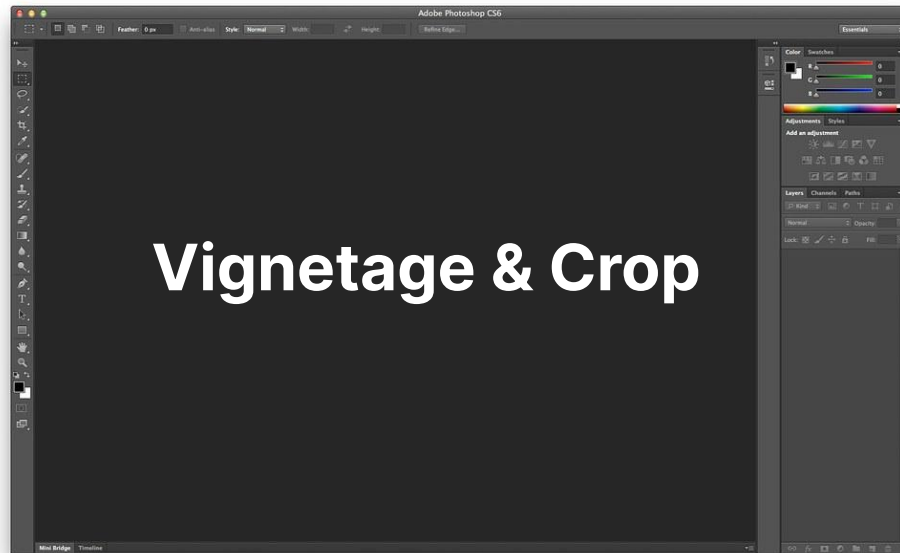 Adobe Photoshop CS6
Feather: 0 px Anti-alias Style: Normal Width: Height: Refine Edge... Essentials
Color Swatches
R 0
G 0
B 0
Adjustments Styles
Add an adjustment
Layers Channels Paths
Kind
Normal Opacity:
Lock: Fill:
Vignetage & Crop
T
Mini Bridge Timeline